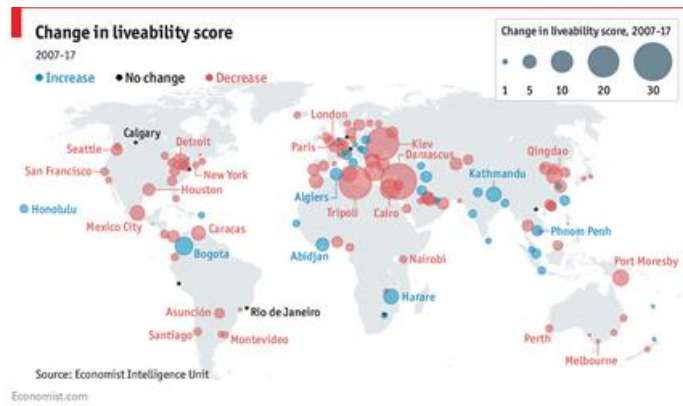 Change in liveability score
2007-17
Increase
No change
Decrease
Change in liveability score, 2007-17
1 5 10 20 30
London
Calgary
Seattle
Detroit
Paris
Kiev
Damascus
Qingdao
San Francisco
New York
Kathmandu
Houston
Algiers
Honolulu
Tripoli
Cairo
Mexico City
Caracas
Phnom Penh
Bogota
Abidjan
Nairobi
Port Moresby
Harare
Asunción
Rio de Janeiro
Santiago
Montevideo
Perth
Melbourne
Source: Economist Intelligence Unit
Economist.com